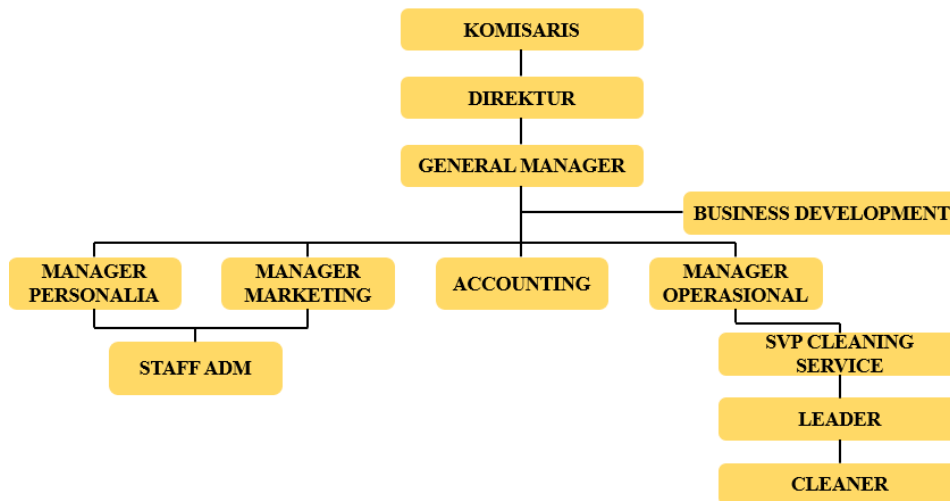 KOMISARIS
DIREKTUR
GENERAL MANAGER
BUSINESS DEVELOPMENT
MANAGER
PERSONALIA
MANAGER
MARKETING
ACCOUNTING
MANAGER
OPERASIONAL
STAFF ADM
SVP CLEANING
SERVICE
LEADER
CLEANER